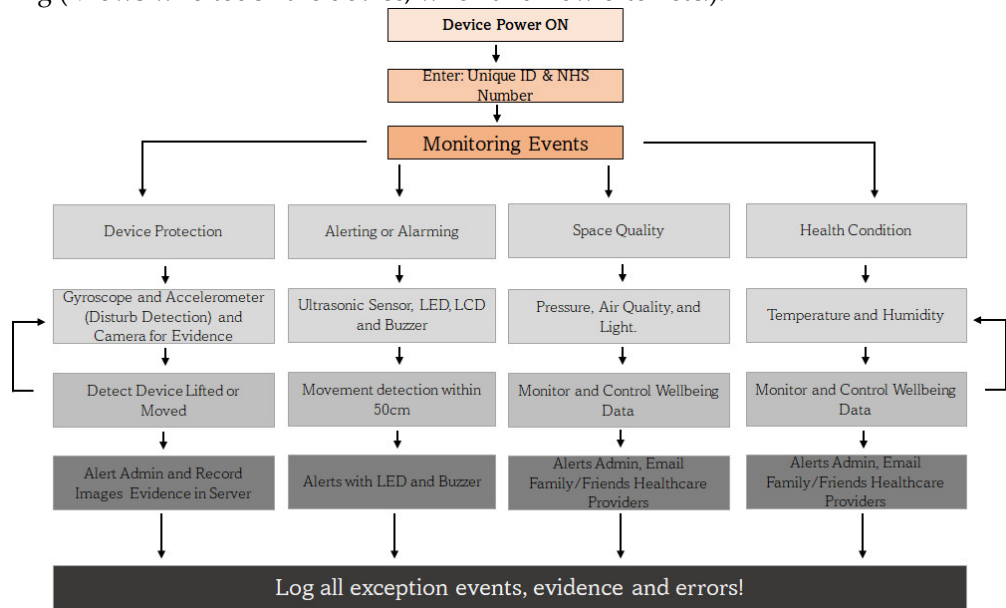 Device Power ON
Enter: Unique ID & NHS
Number
Monitoring Events
Device Protection
Alerting or Alarming
Space Quality
Health Condition
Gyroscope and Accelerometer
(Disturb Detection) and
Camera for Evidence
Ultrasonic Sensor, LED, LCD
and Buzzer
Pressure, Air Quality, and
Light.
Temperature and Humidity
Detect Device Lifted or
Moved
Movement detection within
50cm
Monitor and Control Wellbeing
Data
Monitor and Control Wellbeing
Data
Alert Admin and Record
Images Evidence in Server
Alerts with LED and Buzzer
Alerts Admin, Email
Family/Friends Healthcare
Providers
Alerts Admin, Email
Family/Friends Healthcare
Providers
Log all exception events, evidence and errors!